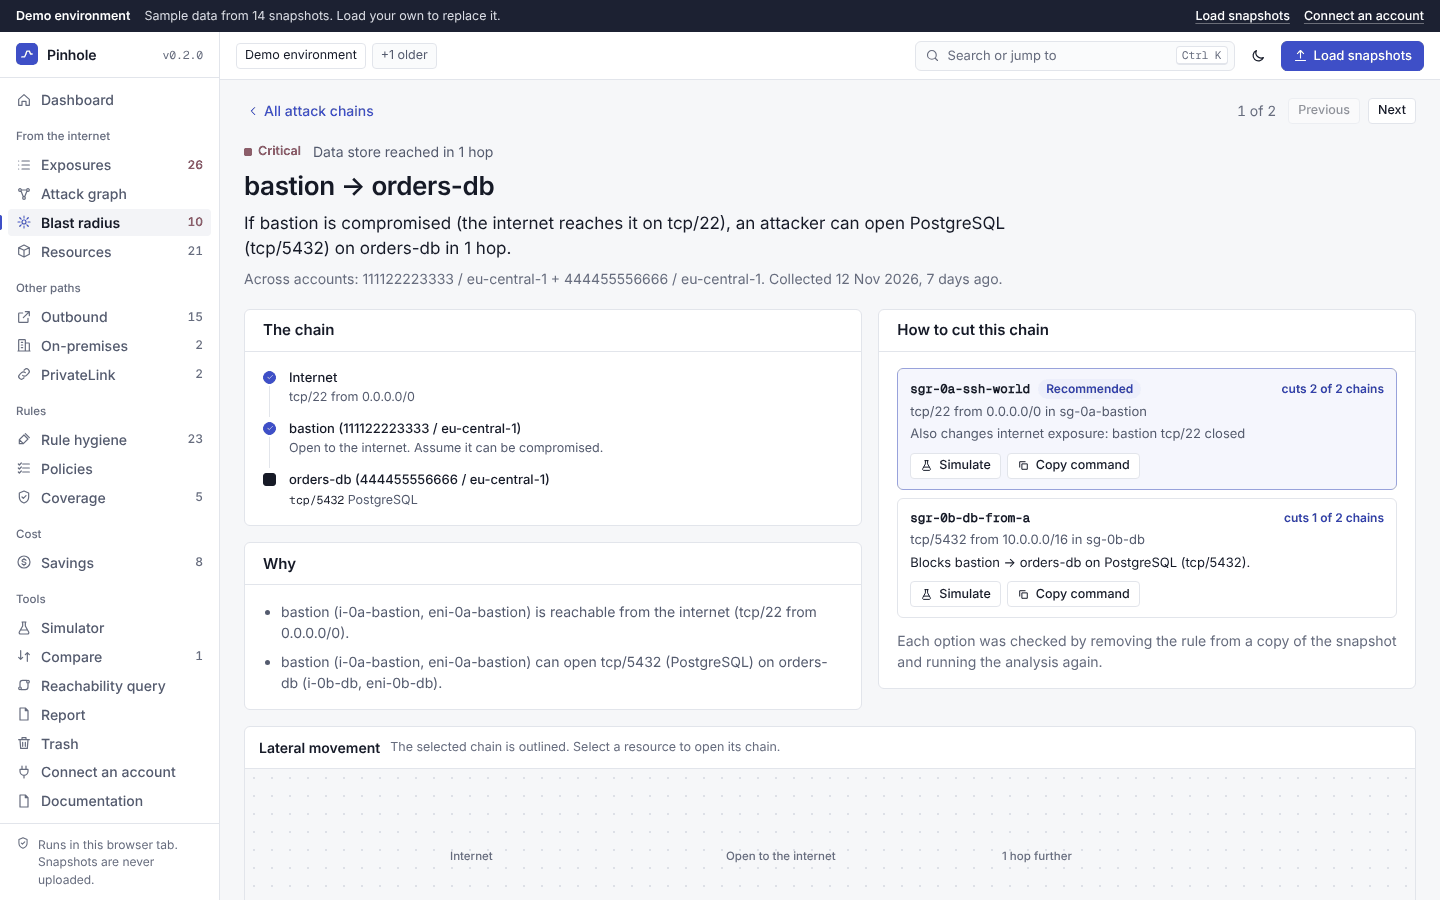 Demo environment Sample data from 14 snapshots. Load your own to replace it. Load snapshots Connect an account
Pinhole v0.2.0
Demo environment +1 older Search or jump to Ctrl K Load snapshots
Dashboard
From the internet
Exposures 26
Attack graph
Blast radius 10
Resources 21
Other paths
Outbound 15
On-premises 2
PrivateLink 2
Rules
Rule hygiene 23
Policies
Coverage 5
Cost
Savings 8
Tools
Simulator
Compare 1
Reachability query
Report
Trash
Connect an account
Documentation
Runs in this browser tab.
Snapshots are never
uploaded.
All attack chains 1 of 2 Previous Next
Critical Data store reached in 1 hop
bastion → orders-db
If bastion is compromised (the internet reaches it on tcp/22), an attacker can open PostgreSQL
(tcp/5432) on orders-db in 1 hop.
Across accounts: 111122223333 / eu-central-1 + 444455556666 / eu-central-1. Collected 12 Nov 2026, 7 days ago.
The chain
Internet
tcp/22 from 0.0.0.0/0
bastion (111122223333 / eu-central-1)
Open to the internet. Assume it can be compromised.
orders-db (444455556666 / eu-central-1)
tcp/5432 PostgreSQL
Why
• bastion (i-0a-bastion, eni-0a-bastion) is reachable from the internet (tcp/22 from
0.0.0.0/0).
• bastion (i-0a-bastion, eni-0a-bastion) can open tcp/5432 (PostgreSQL) on orders-
db (i-0b-db, eni-0b-db).
How to cut this chain
sgr-0a-ssh-world Recommended cuts 2 of 2 chains
tcp/22 from 0.0.0.0/0 in sg-0a-bastion
Also changes internet exposure: bastion tcp/22 closed
Simulate Copy command
sgr-0b-db-from-a cuts 1 of 2 chains
tcp/5432 from 10.0.0.0/16 in sg-0b-db
Blocks bastion → orders-db on PostgreSQL (tcp/5432).
Simulate Copy command
Each option was checked by removing the rule from a copy of the snapshot
and running the analysis again.
Lateral movement The selected chain is outlined. Select a resource to open its chain.
Internet Open to the internet 1 hop further